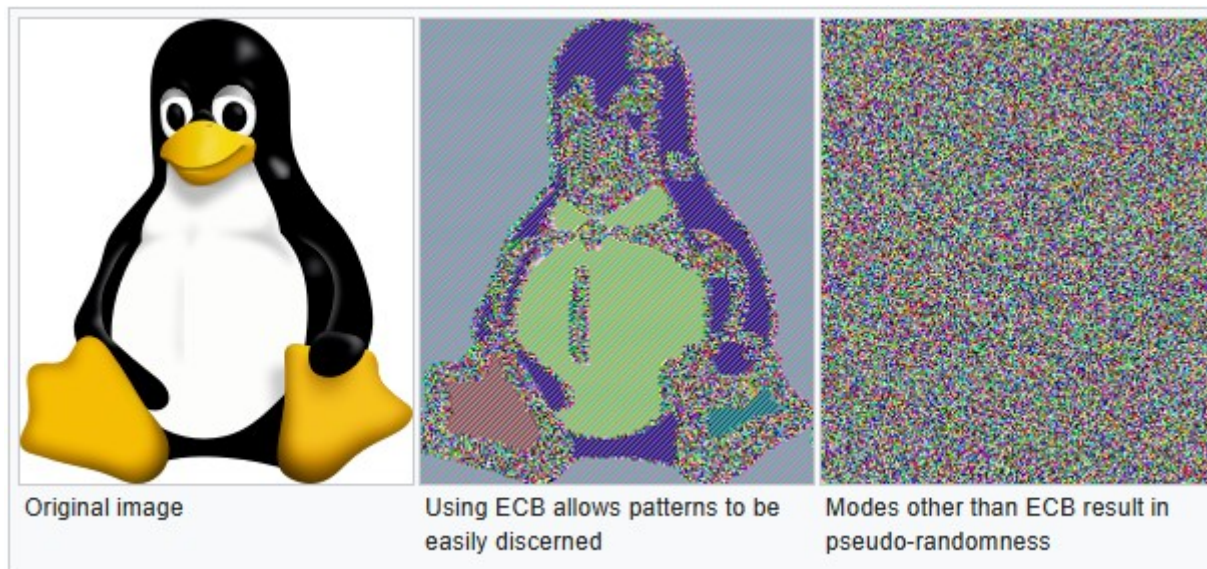 Original image
Using ECB allows patterns to be
easily discerned
Modes other than ECB result in
pseudo-randomness